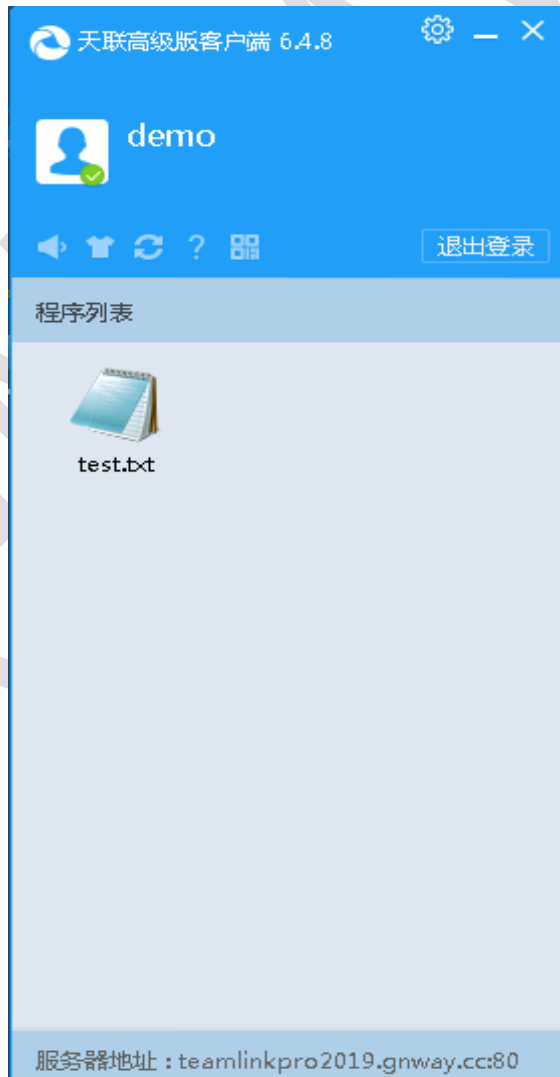 天联高级版客户端 6.4.8
demo
退出登录
程序列表
test.txt
服务器地址：teamlinkpro2019.gnway.cc:80